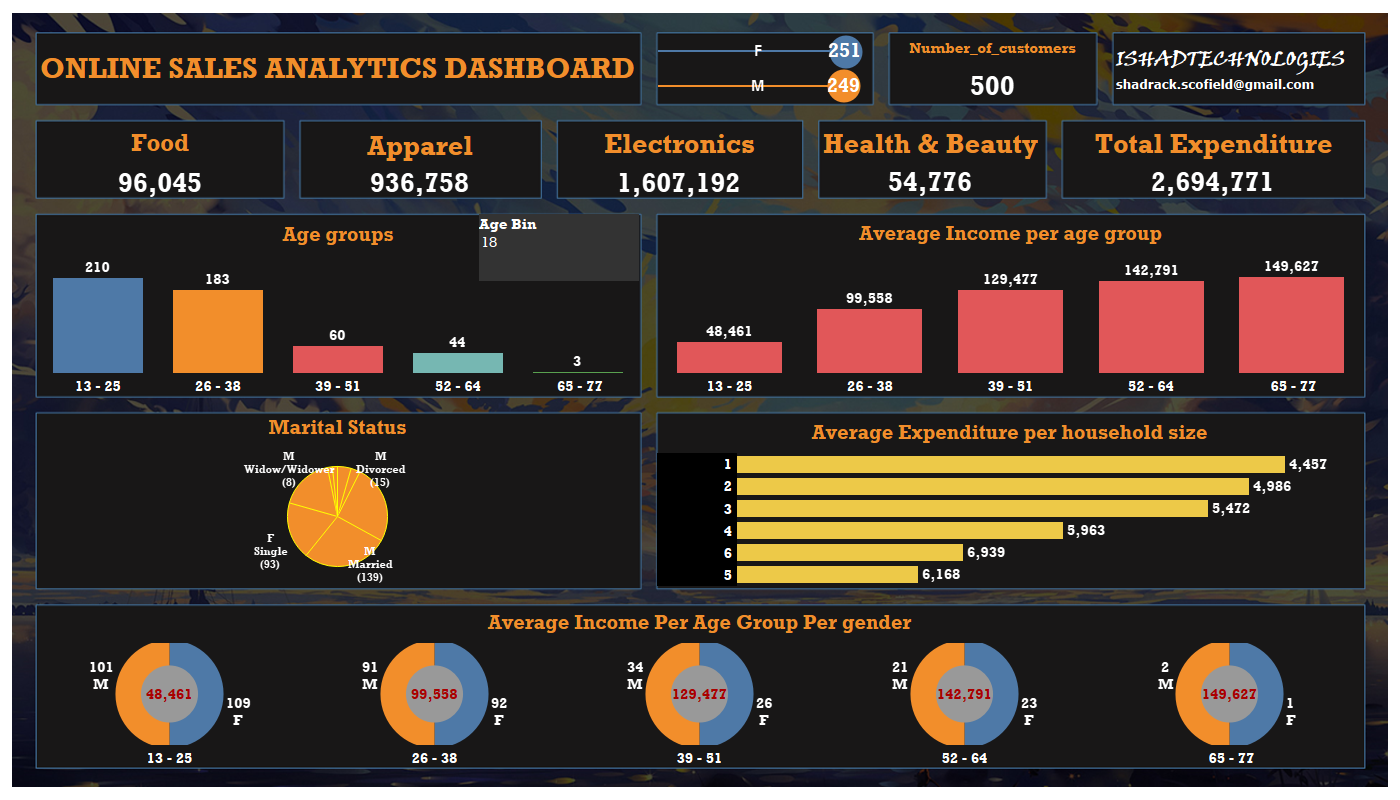 ONLINE SALES ANALYTICS DASHBOARD
F
251
M
249
Number_of_customers
500
ISHADTECHNOLOGIES
shadrack.scofield@gmail.com
Food
96,045
Apparel
936,758
Electronics
1,607,192
Health & Beauty
54,776
Total Expenditure
2,694,771
Age groups
Age Bin
18
210
183
60
44
3
13 - 25
26 - 38
39 - 51
52 - 64
65 - 77
Average Income per age group
48,461
99,558
129,477
142,791
149,627
13 - 25
26 - 38
39 - 51
52 - 64
65 - 77
Marital Status
M
Widow/Widower
(8)
M
Divorced
(15)
F
Single
(93)
M
Married
(139)
Average Expenditure per household size
1 4,457
2 4,986
3 5,472
4 5,963
6 6,939
5 6,168
Average Income Per Age Group Per gender
101
M
48,461
109
F
13 - 25
91
M
99,558
92
F
26 - 38
34
M
129,477
26
F
39 - 51
21
M
142,791
23
F
52 - 64
2
M
149,627
1
F
65 - 77